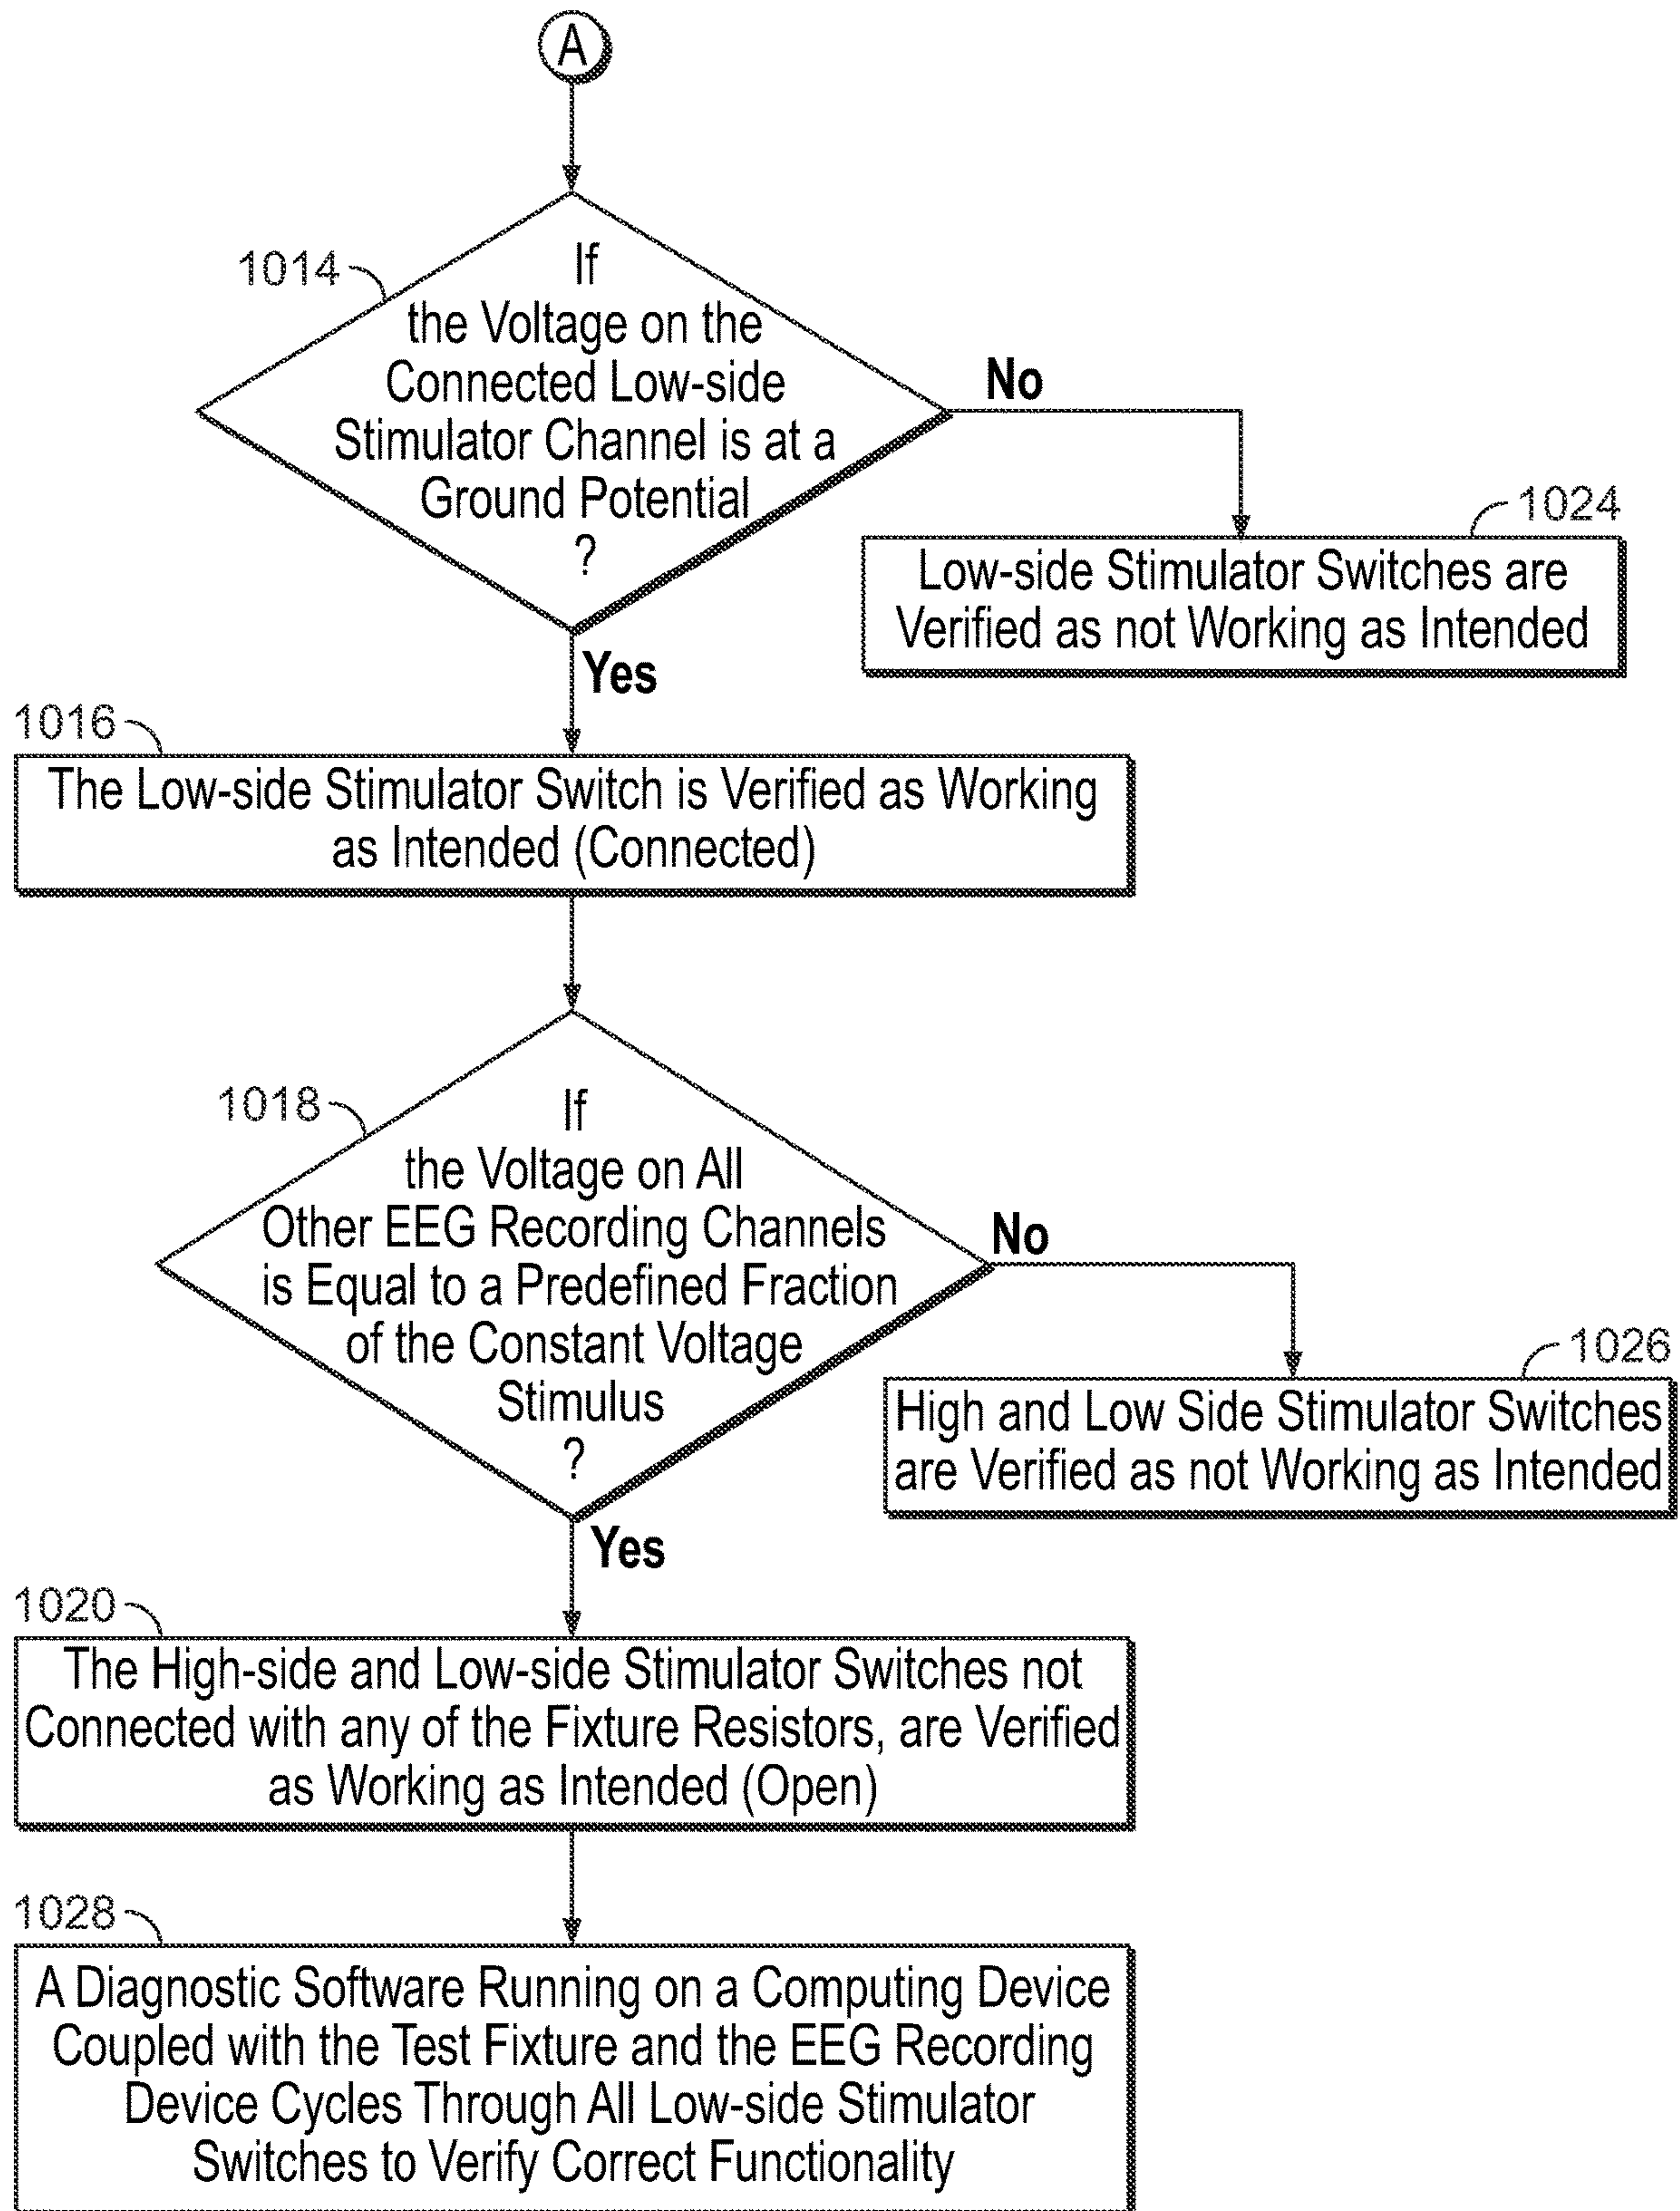 A
1014
If
the Voltage on the
Connected Low-side
Stimulator Channel is at a
Ground Potential
?
No
1024
Low-side Stimulator Switches are
Verified as not Working as Intended
Yes
1016
The Low-side Stimulator Switch is Verified as Working
as Intended (Connected)
1018
If
the Voltage on All
Other EEG Recording Channels
is Equal to a Predefined Fraction
of the Constant Voltage
Stimulus
?
No
1026
High and Low Side Stimulator Switches
are Verified as not Working as Intended
Yes
1020
The High-side and Low-side Stimulator Switches not
Connected with any of the Fixture Resistors, are Verified
as Working as Intended (Open)
1028
A Diagnostic Software Running on a Computing Device
Coupled with the Test Fixture and the EEG Recording
Device Cycles Through All Low-side Stimulator
Switches to Verify Correct Functionality